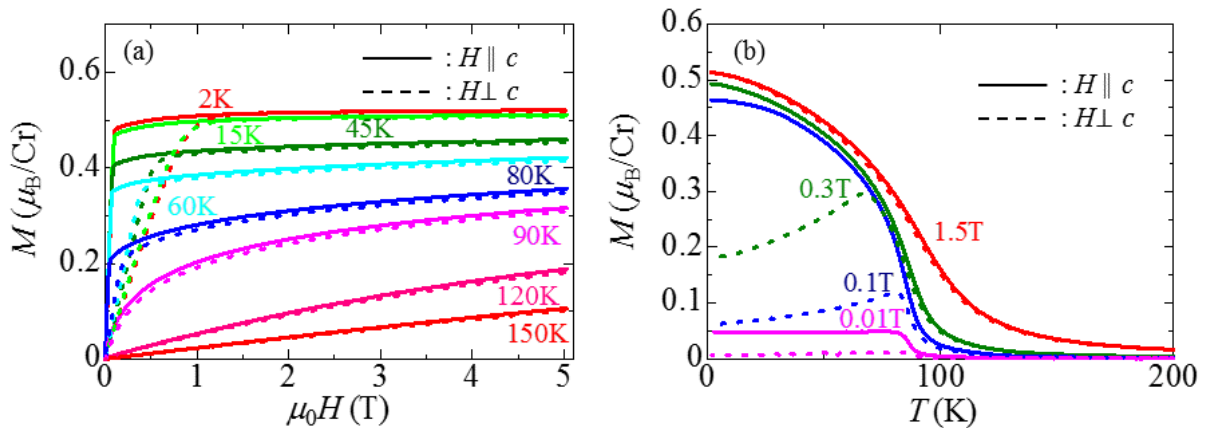 (a)
: H ∥ c
: H⊥ c
2K
15K
45K
60K
80K
90K
120K
150K
0.6
0.4
0.2
0
0 1 2 3 4 5
M (μB/Cr)
μ0H (T)
(b)
: H ∥ c
: H⊥ c
0.3T
1.5T
0.1T
0.01T
0.6
0.5
0.4
0.3
0.2
0.1
0
0 100 200
M (μB/Cr)
T (K)